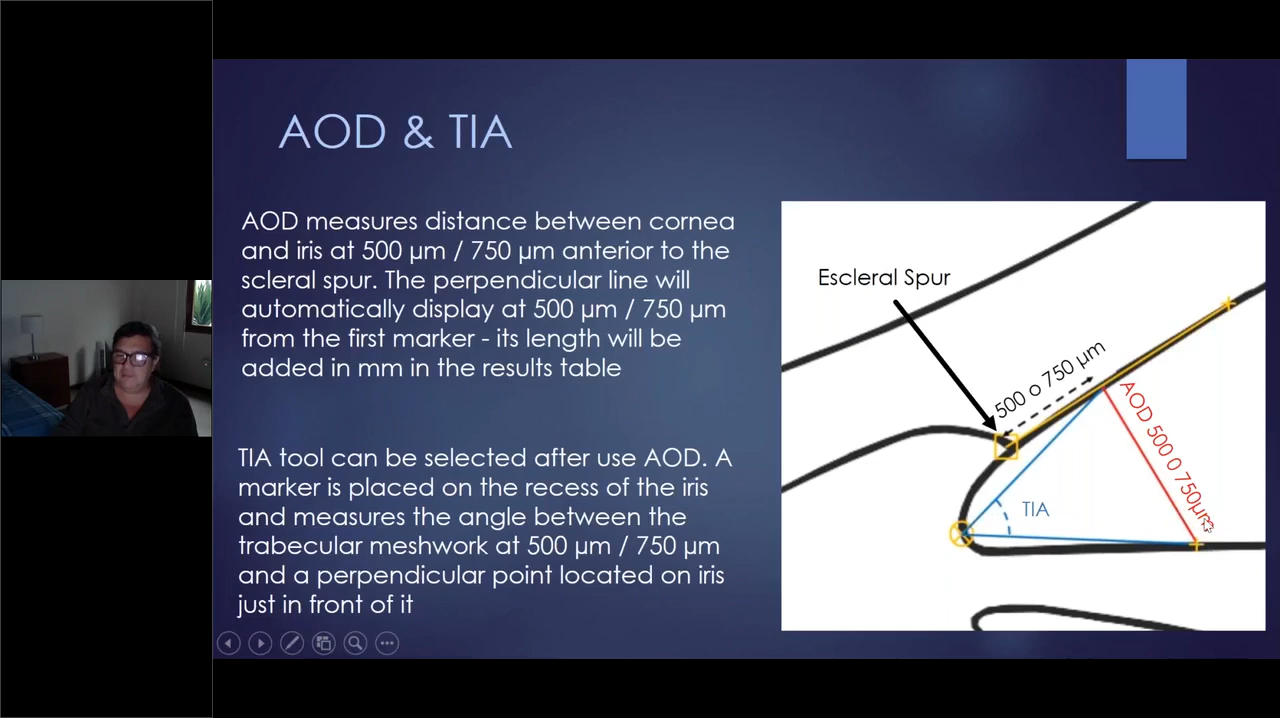 AOD & TIA
AOD measures distance between cornea
and iris at 500 µm / 750 µm anterior to the
scleral spur. The perpendicular line will
automatically display at 500 µm / 750 µm
from the first marker - its length will be
added in mm in the results table
TIA tool can be selected after use AOD. A
marker is placed on the recess of the iris
and measures the angle between the
trabecular meshwork at 500 µm / 750 µm
and a perpendicular point located on iris
just in front of it
Escleral Spur
500 o 750 µm
AOD 500 0 750µm
TIA